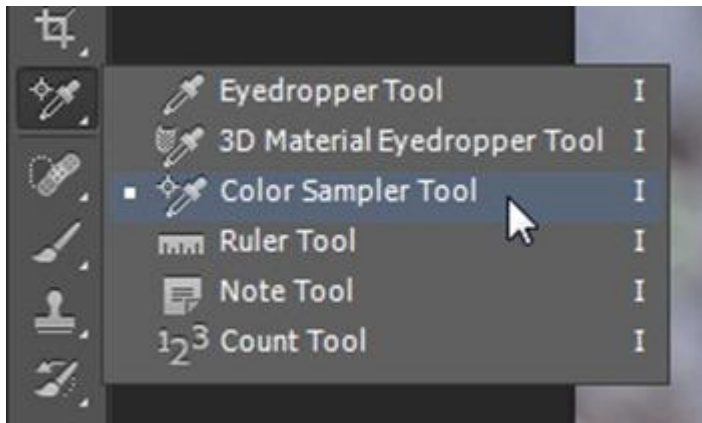 Eyedropper Tool I
3D Material Eyedropper Tool I
Color Sampler Tool I
Ruler Tool I
Note Tool I
123 Count Tool I